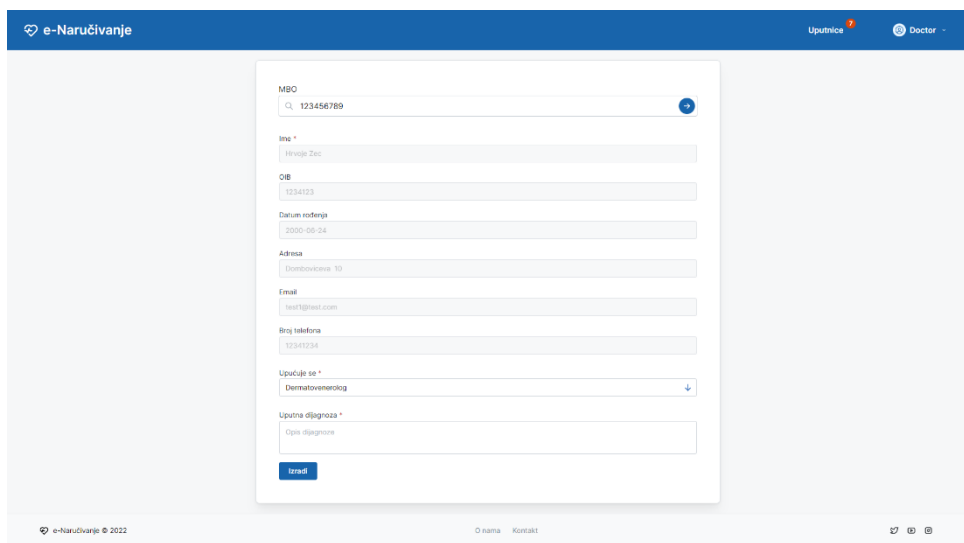 e-Naručivanje
Uputnice 7 Doctor
MBO
123456789
Ime *
Hrvoje Zec
OIB
1234123
Datum rođenja
2000-06-24
Adresa
Domboviceva 10
Email
test1@test.com
Broj telefona
12341234
Upućuje se *
Dermatovenerolog
Uputna dijagnoza *
Opis dijagnoze
Izradi
e-Naručivanje © 2022 O nama Kontakt